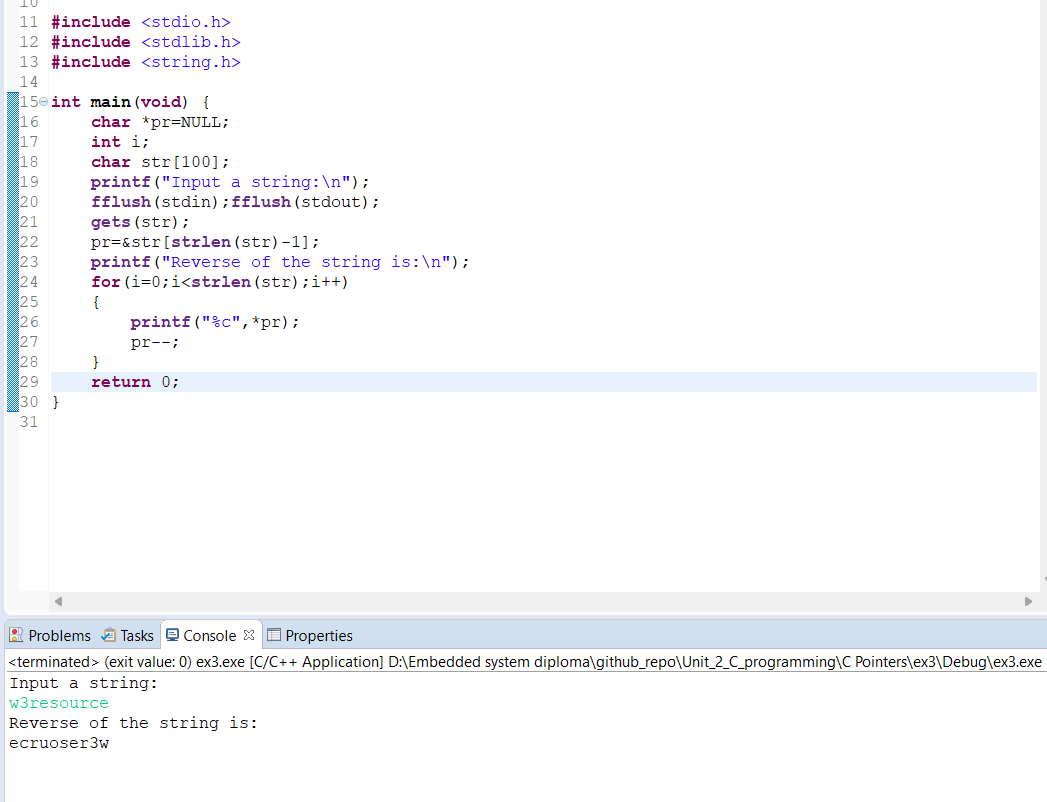 10
11 #include <stdio.h>
12 #include <stdlib.h>
13 #include <string.h>
14
15 int main(void) {
16     char *pr=NULL;
17     int i;
18     char str[100];
19     printf("Input a string:\n");
20     fflush(stdin);fflush(stdout);
21     gets(str);
22     pr=&str[strlen(str)-1];
23     printf("Reverse of the string is:\n");
24     for(i=0;i<strlen(str);i++)
25     {
26         printf("%c",*pr);
27         pr--;
28     }
29     return 0;
30 }
31
Problems Tasks Console Properties
<terminated> (exit value: 0) ex3.exe [C/C++ Application] D:\Embedded system diploma\github_repo\Unit_2_C_programming\C Pointers\ex3\Debug\ex3.exe
Input a string:
w3resource
Reverse of the string is:
ecruoser3w